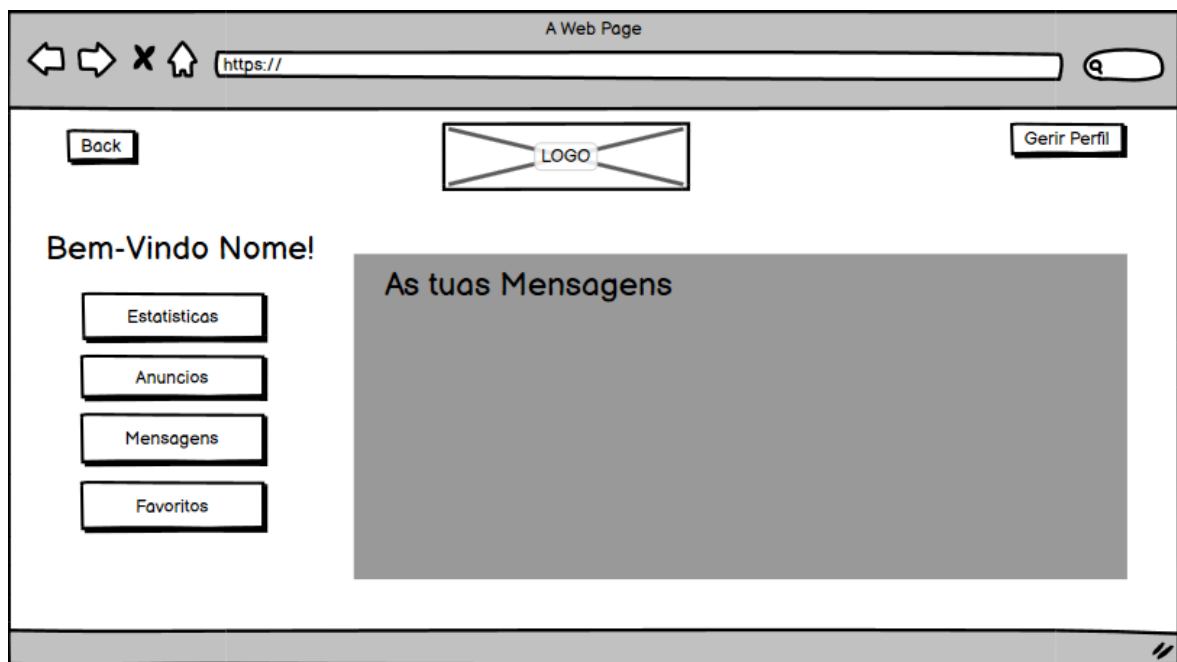 A Web Page
https://
Back
LOGO
Gerir Perfil
Bem-Vindo Nome!
As tuas Mensagens
Estatisticas
Anuncios
Mensagens
Favoritos